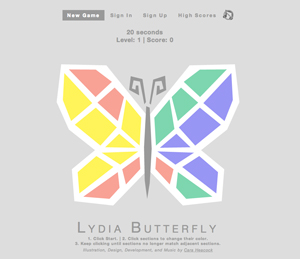 New Game Sign In Sign Up High Scores
20 seconds
Level: 1 | Score: 0
LYDIA BUTTERFLY
1. Click Start. | 2. Click sections to change their color.
3. Keep clicking until sections no longer match adjacent sections.
Illustration, Design, Development, and Music by Cara Heacock.